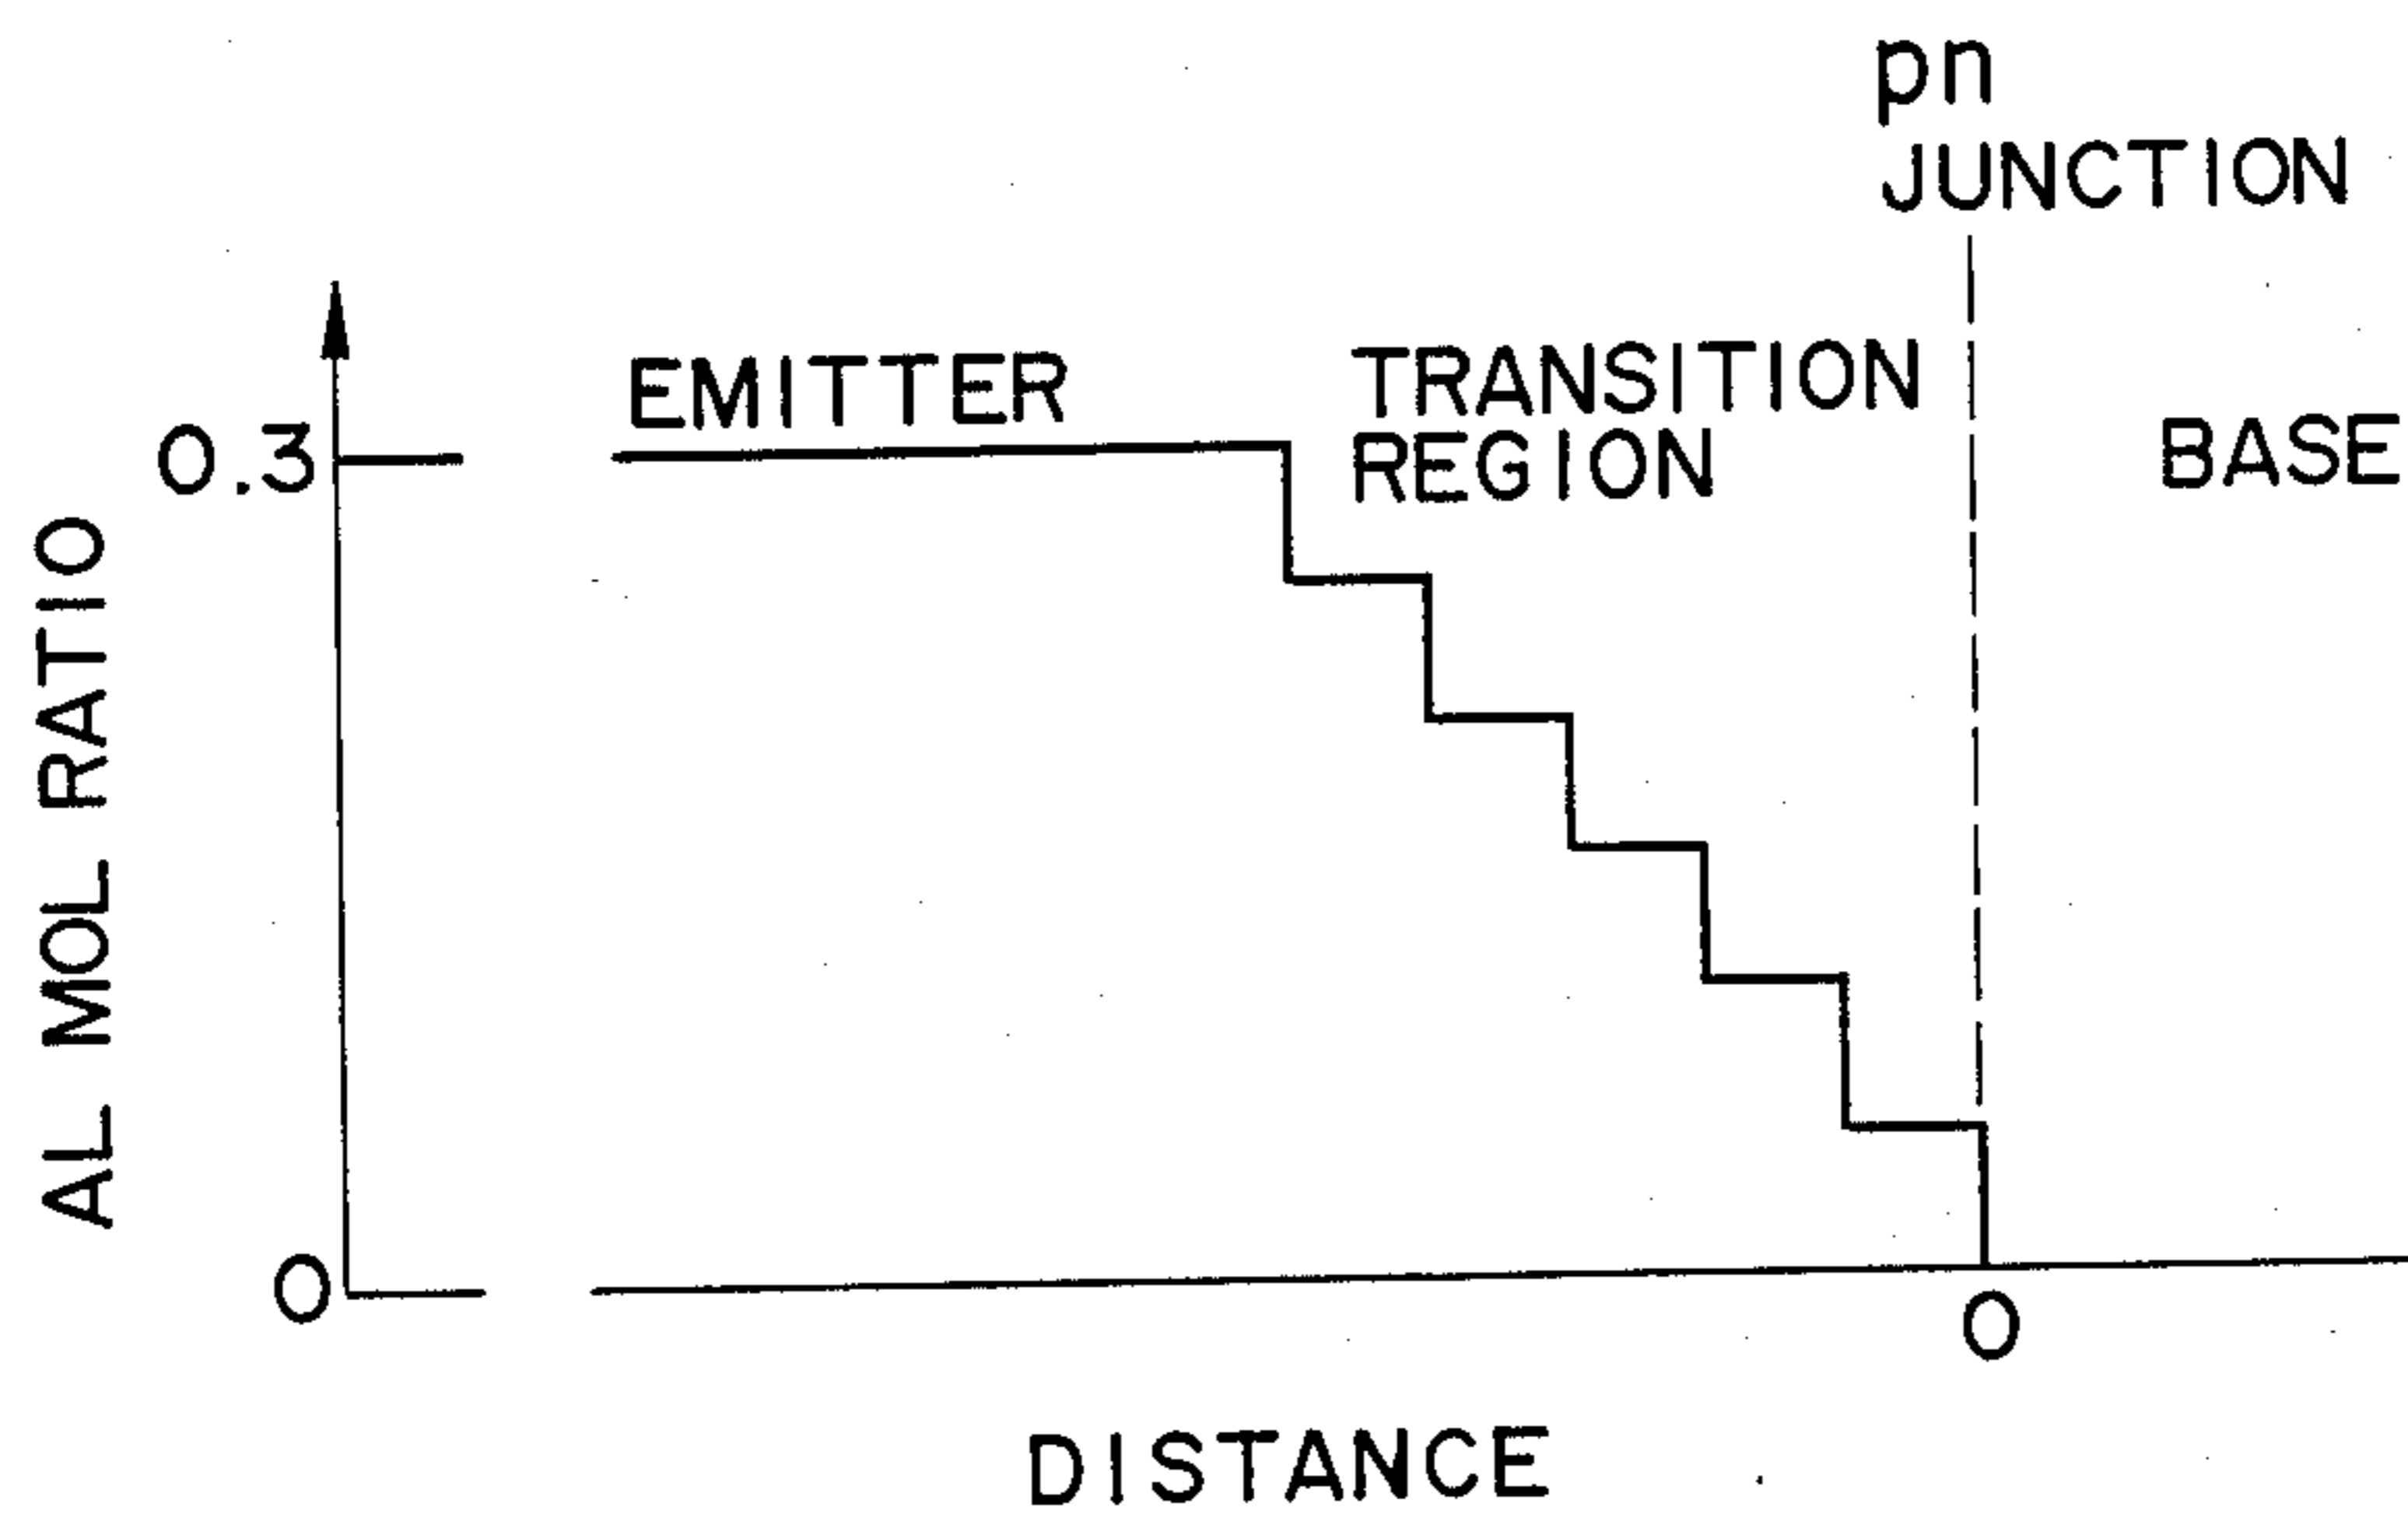 pn
JUNCTION
EMITTER
TRANSITION
REGION
BASE
0.3
AL MOL RATIO
0
0
DISTANCE